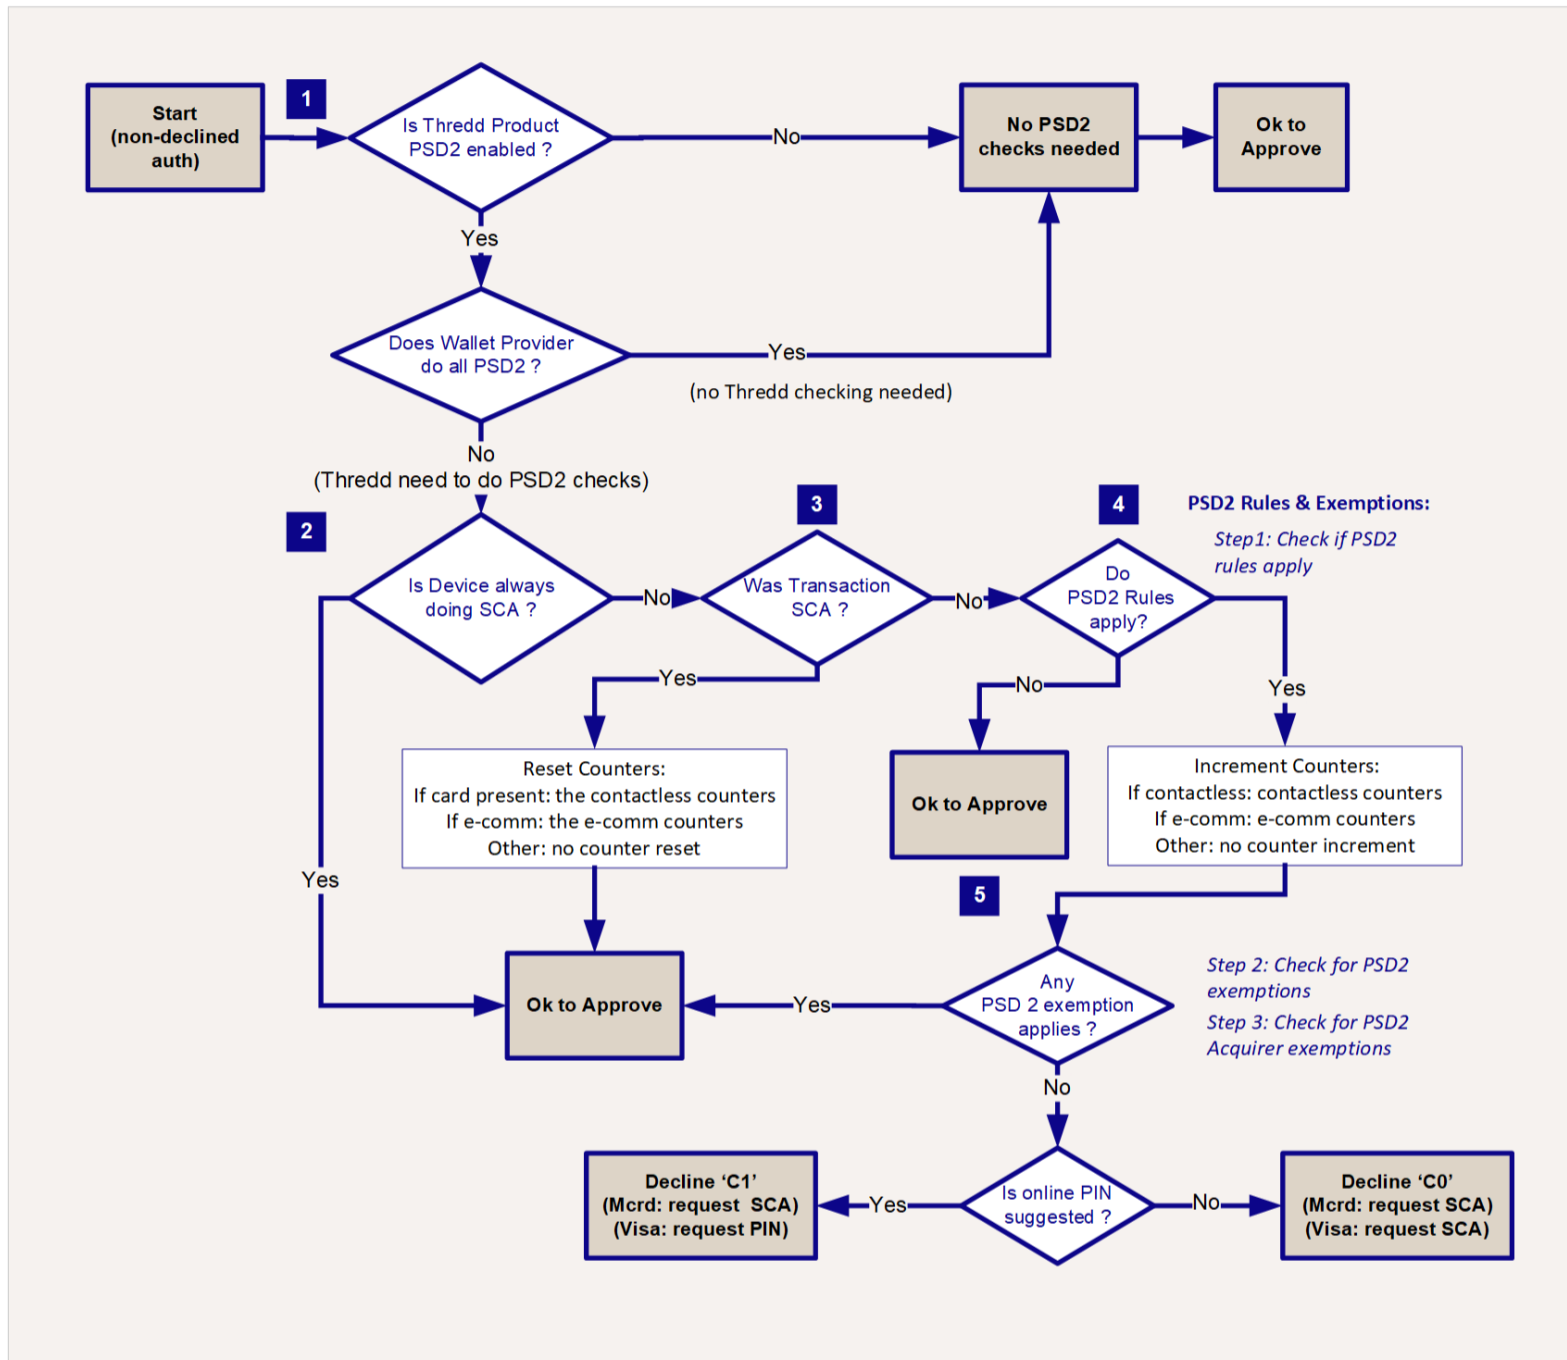 1
Start
(non-declined
auth)
Is Thredd Product
PSD2 enabled ?
No
No PSD2
checks needed
Ok to
Approve
Yes
Does Wallet Provider
do all PSD2 ?
Yes
(no Thredd checking needed)
No
(Thredd need to do PSD2 checks)
2
3
4
PSD2 Rules & Exemptions:
Step1: Check if PSD2
rules apply
Is Device always
doing SCA ?
No
Was Transaction
SCA ?
No
Do
PSD2 Rules
apply?
Yes
No
Yes
Reset Counters:
If card present: the contactless counters
If e-comm: the e-comm counters
Other: no counter reset
Ok to Approve
Increment Counters:
If contactless: contactless counters
If e-comm: e-comm counters
Other: no counter increment
Yes
5
Ok to Approve
Yes
Any
PSD 2 exemption
applies ?
Step 2: Check for PSD2
exemptions
Step 3: Check for PSD2
Acquirer exemptions
No
Decline ‘C1’
(Mcrd: request  SCA)
(Visa: request PIN)
Yes
Is online PIN
suggested ?
No
Decline ‘C0’
(Mcrd: request SCA)
(Visa: request SCA)